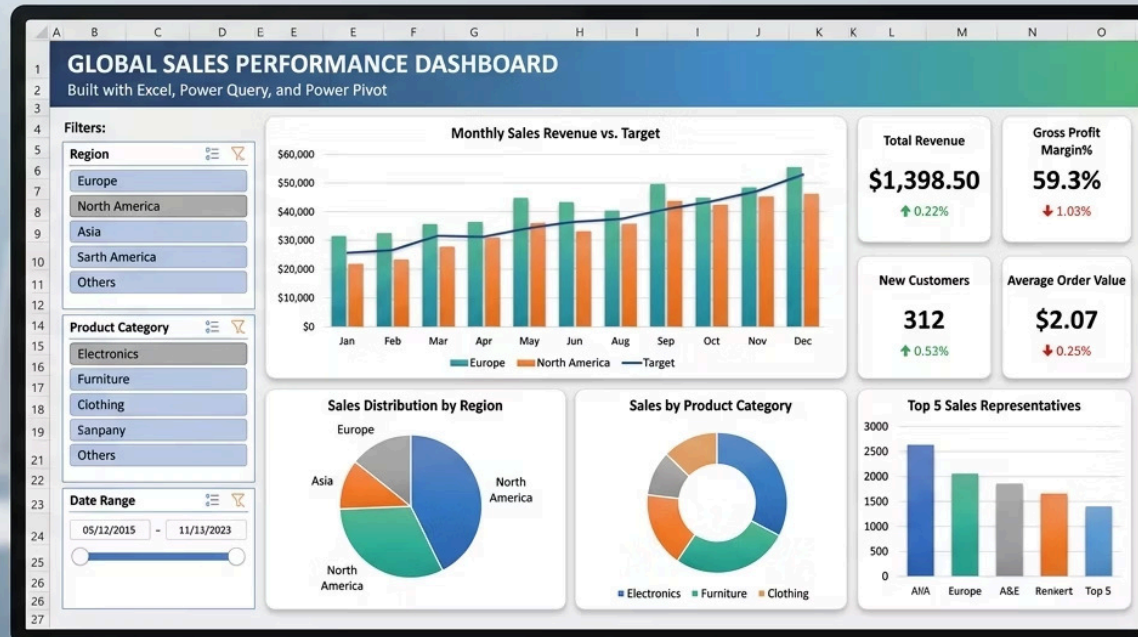 A B C D E E E F G H I I J K K L M N O
1
2
3
4
5
6
7
8
9
10
11
12
14
15
16
17
18
19
21
22
23
24
25
26
26
27
GLOBAL SALES PERFORMANCE DASHBOARD
Built with Excel, Power Query, and Power Pivot
Filters:
Region
Europe
North America
Asia
Sarth America
Others
Product Category
Electronics
Furniture
Clothing
Sanpany
Others
Date Range
05/12/2015 - 11/13/2023
Monthly Sales Revenue vs. Target
$60,000
$50,000
$40,000
$30,000
$20,000
$10,000
$0
Jan Feb Mar Apr May Jun Aug Sep Oct Nov Dec
Europe North America Target
Total Revenue
$1,398.50
0.22%
Gross Profit
Margin%
59.3%
1.03%
New Customers
312
0.53%
Average Order Value
$2.07
0.25%
Sales Distribution by Region
Europe
Asia
North
America
North
America
Sales by Product Category
Electronics Furniture Clothing
Top 5 Sales Representatives
3000
2500
2000
1500
1000
500
0
Europe A&E Renkert Top 5